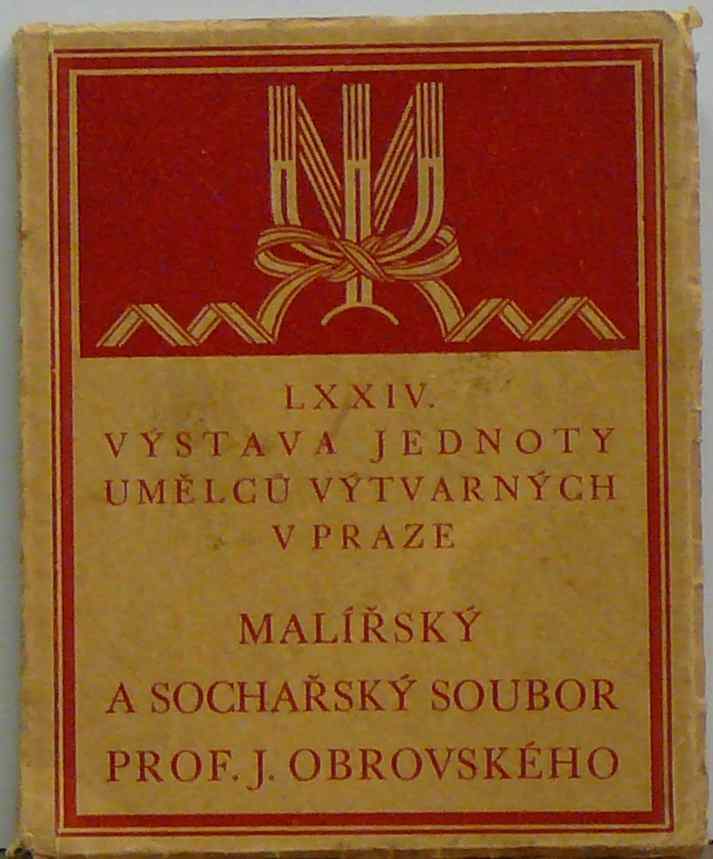 LXXIV.
VÝSTAVA JEDNOTY
UMĚLCŮ VÝTVARNÝCH
V PRAZE
MALÍŘSKÝ
A SOCHAŘSKÝ SOUBOR
PROF. J. OBROVSKÉHO